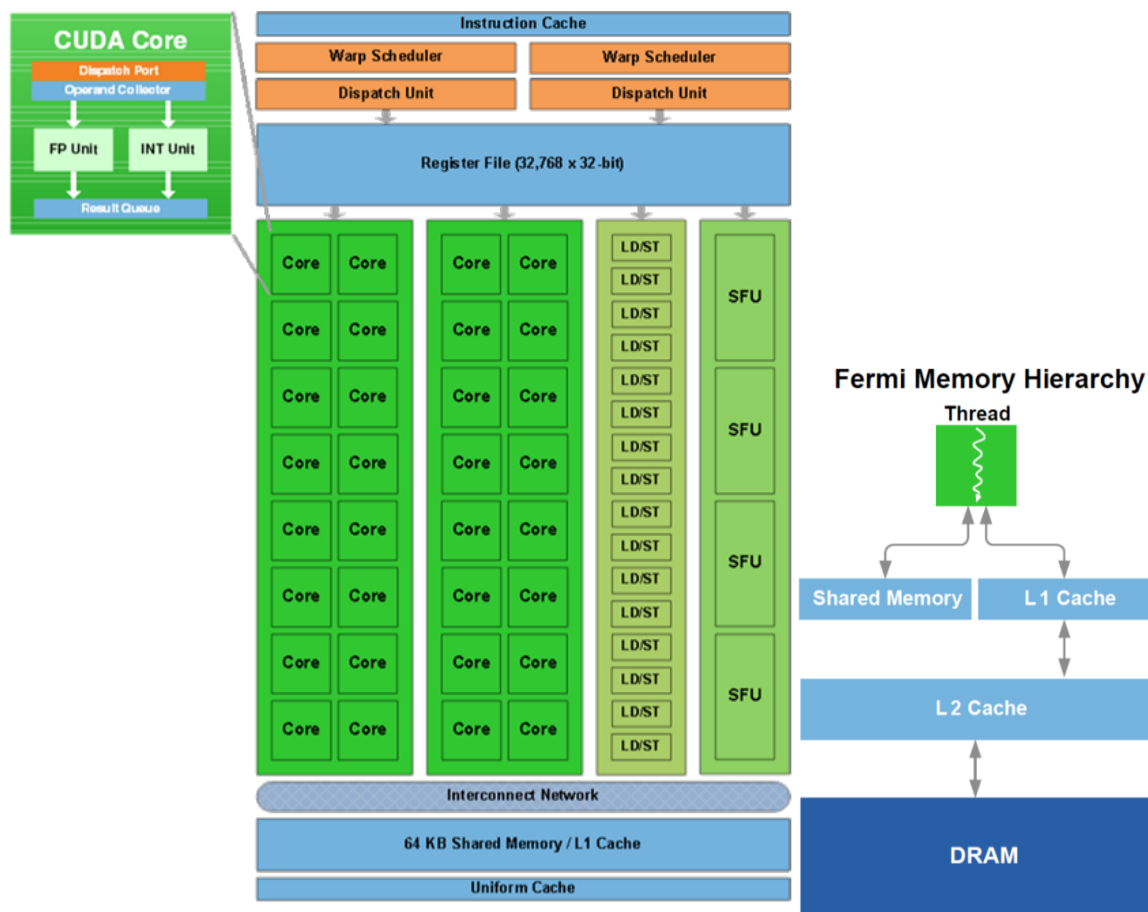 CUDA Core
Dispatch Port
Operand Collector
FP Unit INT Unit
Result Queue
Instruction Cache
Warp Scheduler Warp Scheduler
Dispatch Unit Dispatch Unit
Register File (32,768 x 32-bit)
Core Core Core Core LD/ST
LD/ST
SFU
Core Core Core Core LD/ST
LD/ST
Core Core Core Core LD/ST
LD/ST
SFU
Core Core Core Core LD/ST
LD/ST
Core Core Core Core LD/ST
LD/ST
SFU
Core Core Core Core LD/ST
LD/ST
Core Core Core Core LD/ST
LD/ST
SFU
Core Core Core Core LD/ST
LD/ST
Interconnect Network
64 KB Shared Memory / L1 Cache
Uniform Cache
Fermi Memory Hierarchy
Thread
Shared Memory L1 Cache
L2 Cache
DRAM